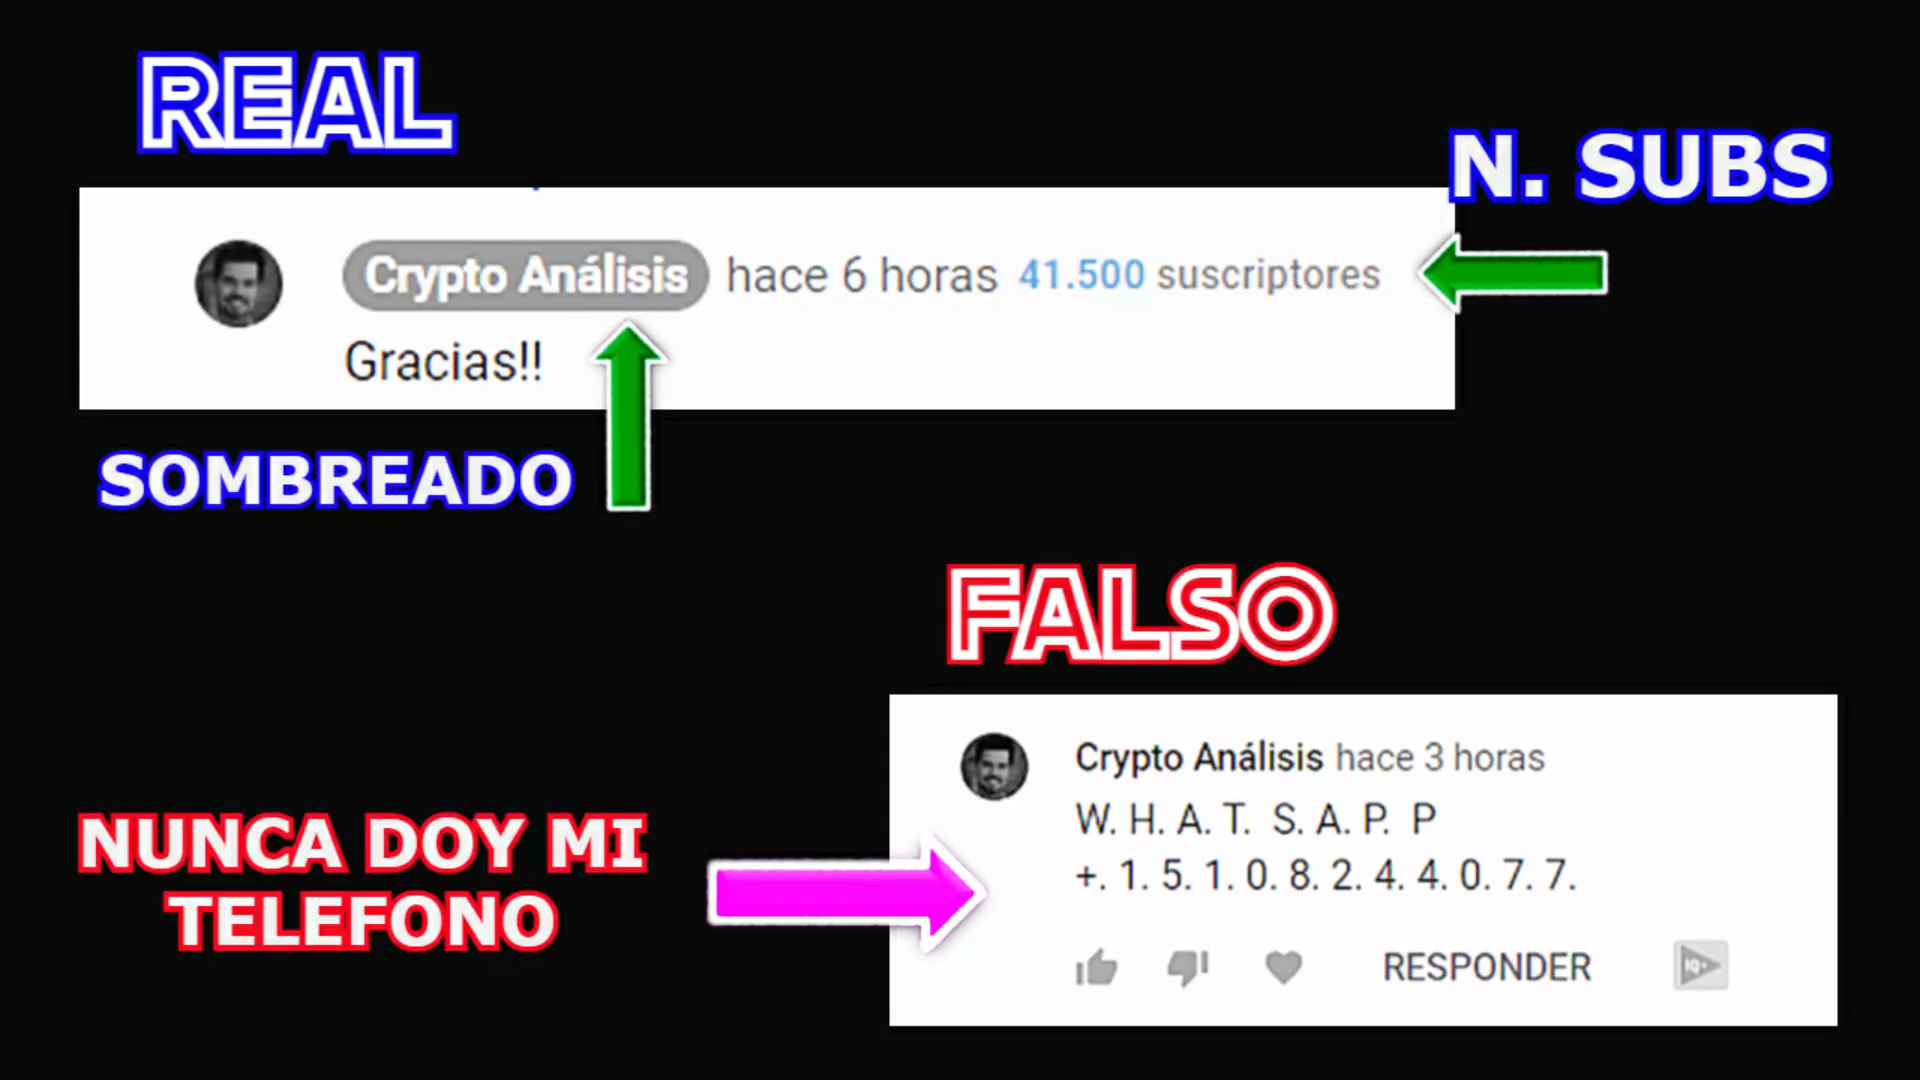 REAL
N. SUBS
Crypto Análisis hace 6 horas 41.500 suscriptores
Gracias!!
SOMBREADO
FALSO
Crypto Análisis hace 3 horas
W. H. A. T. S. A. P. P
+. 1. 5. 1. 0. 8. 2. 4. 4. 0. 7. 7.
NUNCA DOY MI
TELEFONO
RESPONDER
IQ+